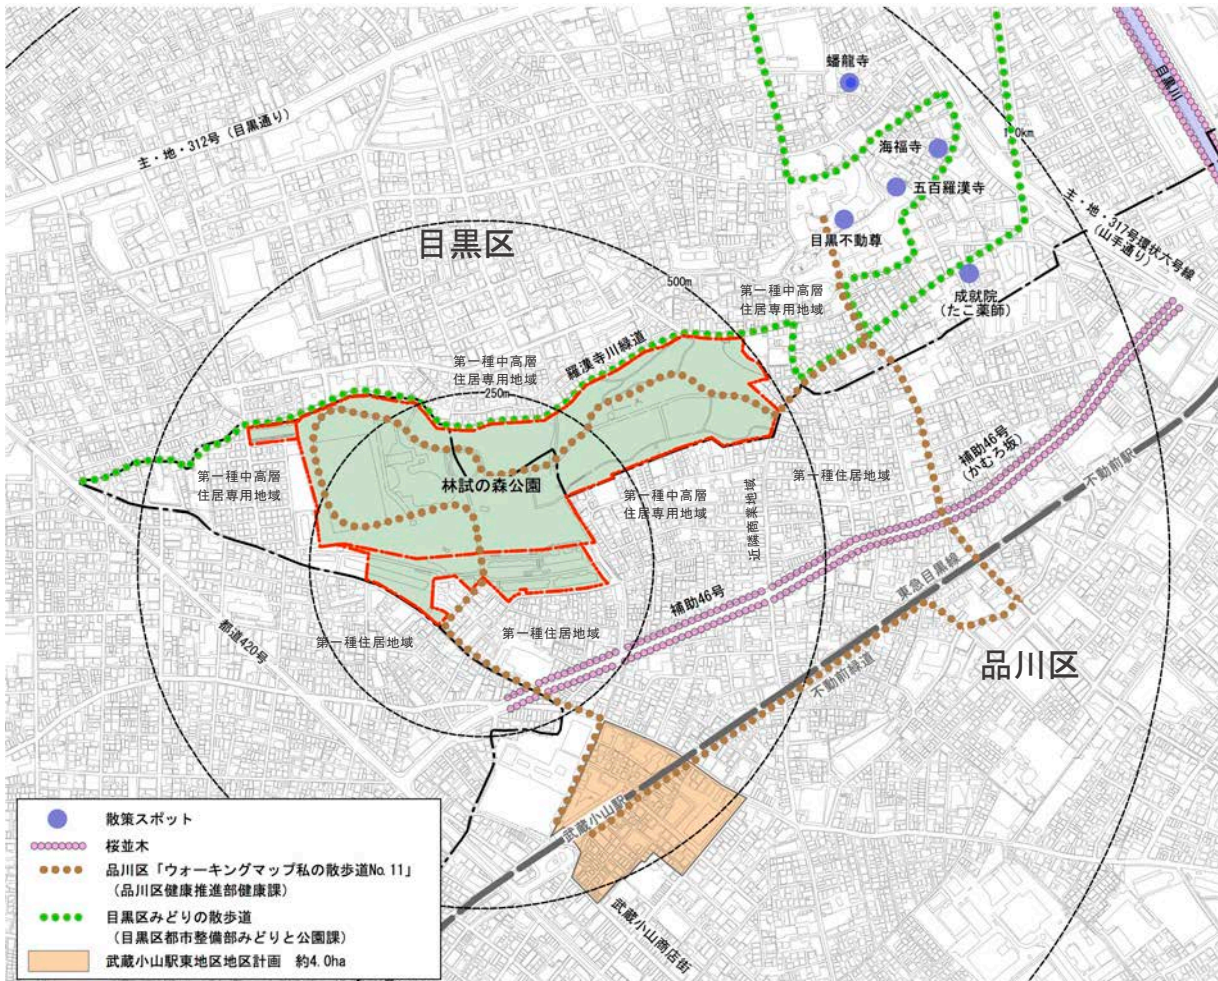 蟠龍寺
目黒川
主・地・312号（目黒通り）
海福寺
1.0km
五百羅漢寺
主・地・317号環状六号線
（山手通り）
目黒不動尊
目黒区
500m
成就院
（たこ薬師）
第一種中高層
住居専用地域
羅漢寺川緑道
第一種中高層
住居専用地域
250m
補助46号
（かむろ坂）
不動前駅
第一種中高層
住居専用地域
林試の森公園
第一種中高層
住居専用地域
近隣商業地域
第一種住居地域
東急目黒線
補助46号
都道420号
第一種住居地域
第一種住居地域
不動前緑道
品川区
武蔵小山駅
武蔵小山商店街
散策スポット
桜並木
品川区「ウォーキングマップ私の散歩道No.11」
（品川区健康推進部健康課）
目黒区みどりの散歩道
（目黒区都市整備部みどりと公園課）
武蔵小山駅東地区地区計画　約4.0ha